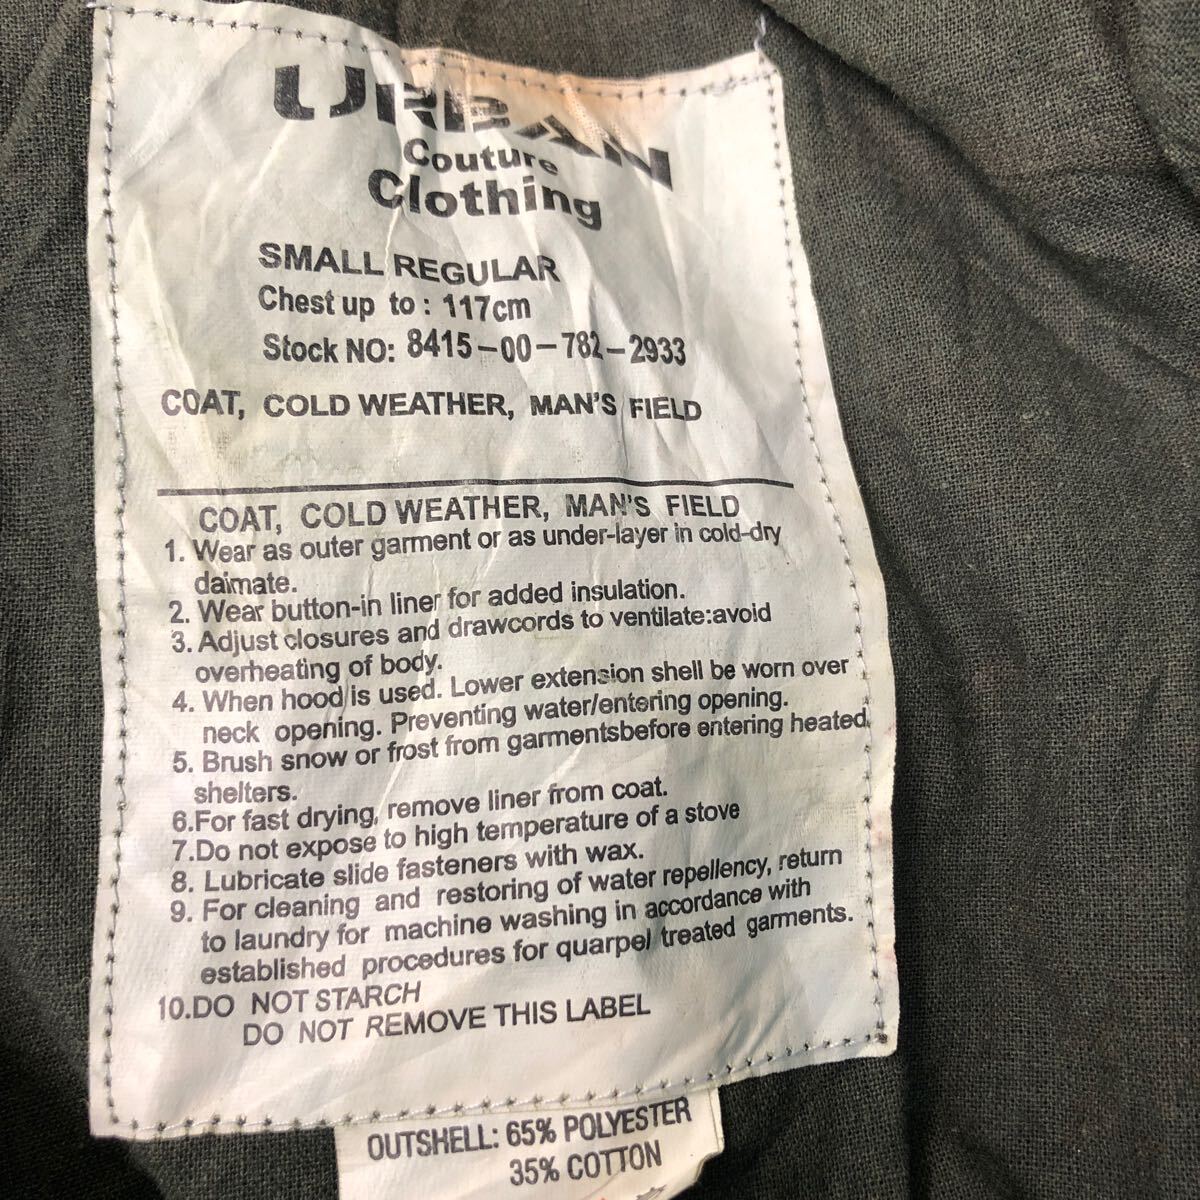 URBAN
Couture
Clothing
SMALL REGULAR
Chest up to : 117cm
Stock NO: 8415-00-782-2933
COAT, COLD WEATHER, MAN'S FIELD
COAT, COLD WEATHER, MAN'S FIELD
1. Wear as outer garment or as under-layer in cold-dry
daimate.
2. Wear button-in liner for added insulation.
3. Adjust closures and drawcords to ventilate:avoid
overheating of body.
4. When hood is used. Lower extension shell be worn over
neck opening. Preventing water/entering opening.
5. Brush snow or frost from garmentsbefore entering heated
shelters.
6.For fast drying, remove liner from coat.
7.Do not expose to high temperature of a stove
8. Lubricate slide fasteners with wax.
9. For cleaning and restoring of water repellency, return
to laundry for machine washing in accordance with
established procedures for quarpel treated garments.
10.DO NOT STARCH
DO NOT REMOVE THIS LABEL
OUTSHELL: 65% POLYESTER
35% COTTON